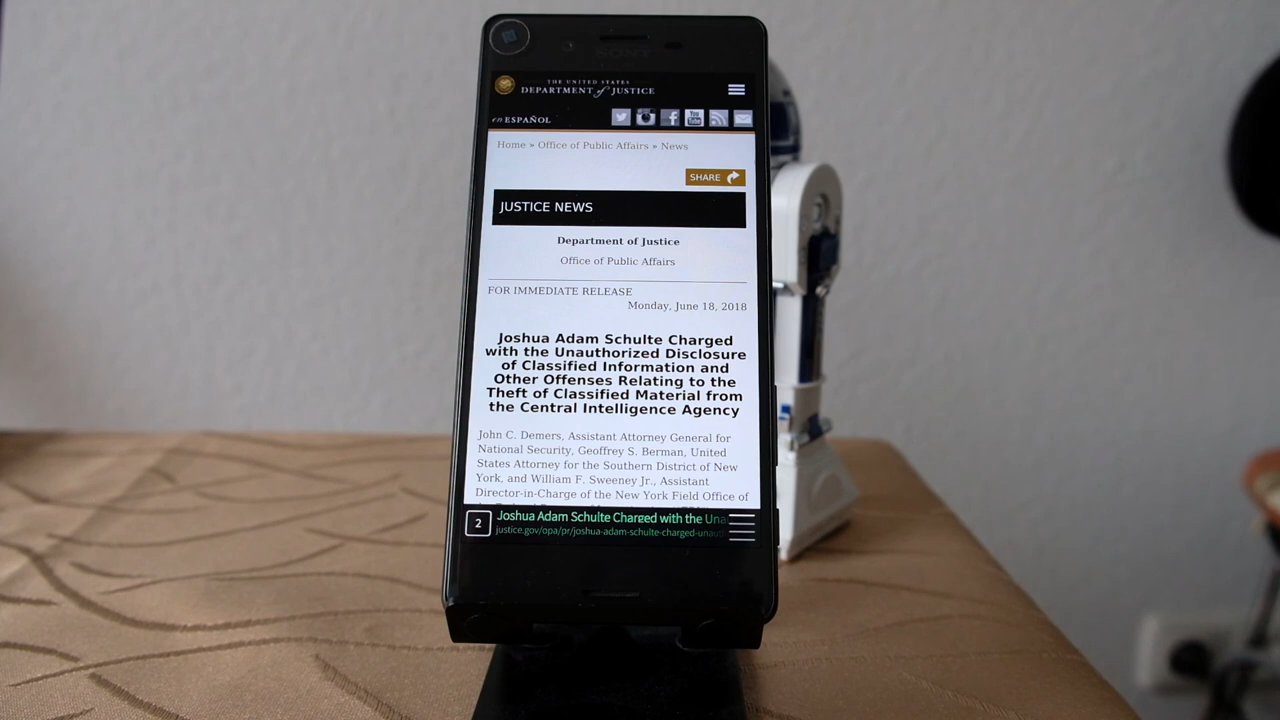 SONY
THE UNITED STATES
DEPARTMENT of JUSTICE
en ESPAÑOL
You
Tube
Home » Office of Public Affairs » News
SHARE
JUSTICE NEWS
Department of Justice
Office of Public Affairs
FOR IMMEDIATE RELEASE
Monday, June 18, 2018
Joshua Adam Schulte Charged
with the Unauthorized Disclosure
of Classified Information and
Other Offenses Relating to the
Theft of Classified Material from
the Central Intelligence Agency
John C. Demers, Assistant Attorney General for
National Security, Geoffrey S. Berman, United
States Attorney for the Southern District of New
York, and William F. Sweeney Jr., Assistant
Director-in-Charge of the New York Field Office of
2
Joshua Adam Schulte Charged with the Una
justice.gov/opa/pr/joshua-adam-schulte-charged-unaut